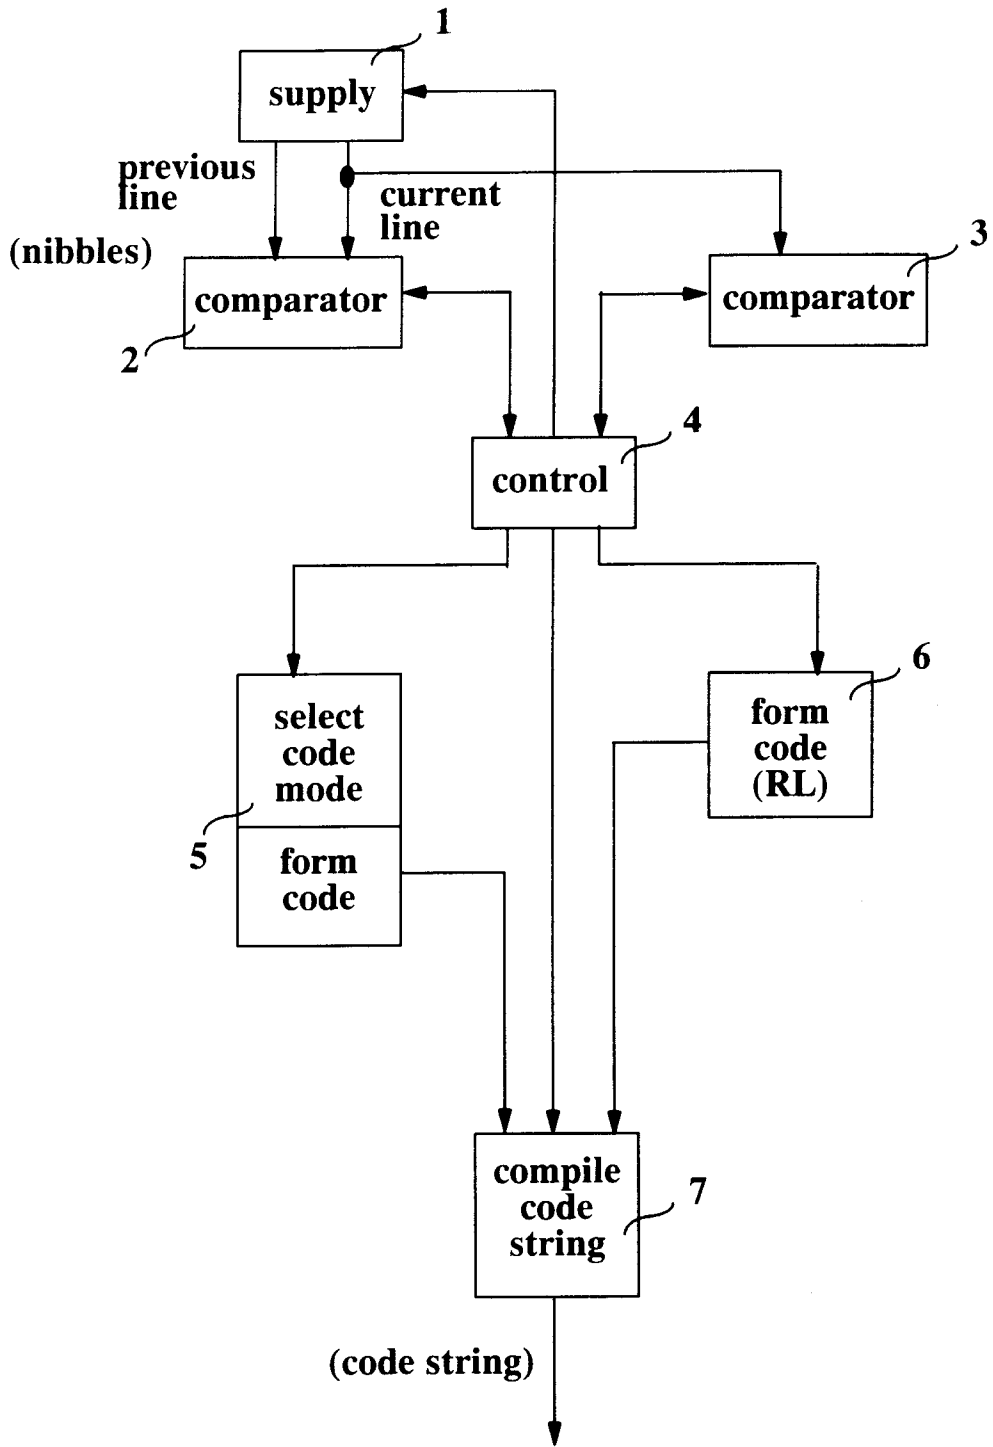 1
supply
previous
line
current
line
(nibbles)
3
comparator
comparator
2
4
control
6
select
code
mode
form
code
(RL)
5
form
code
compile
code
string
7
(code string)